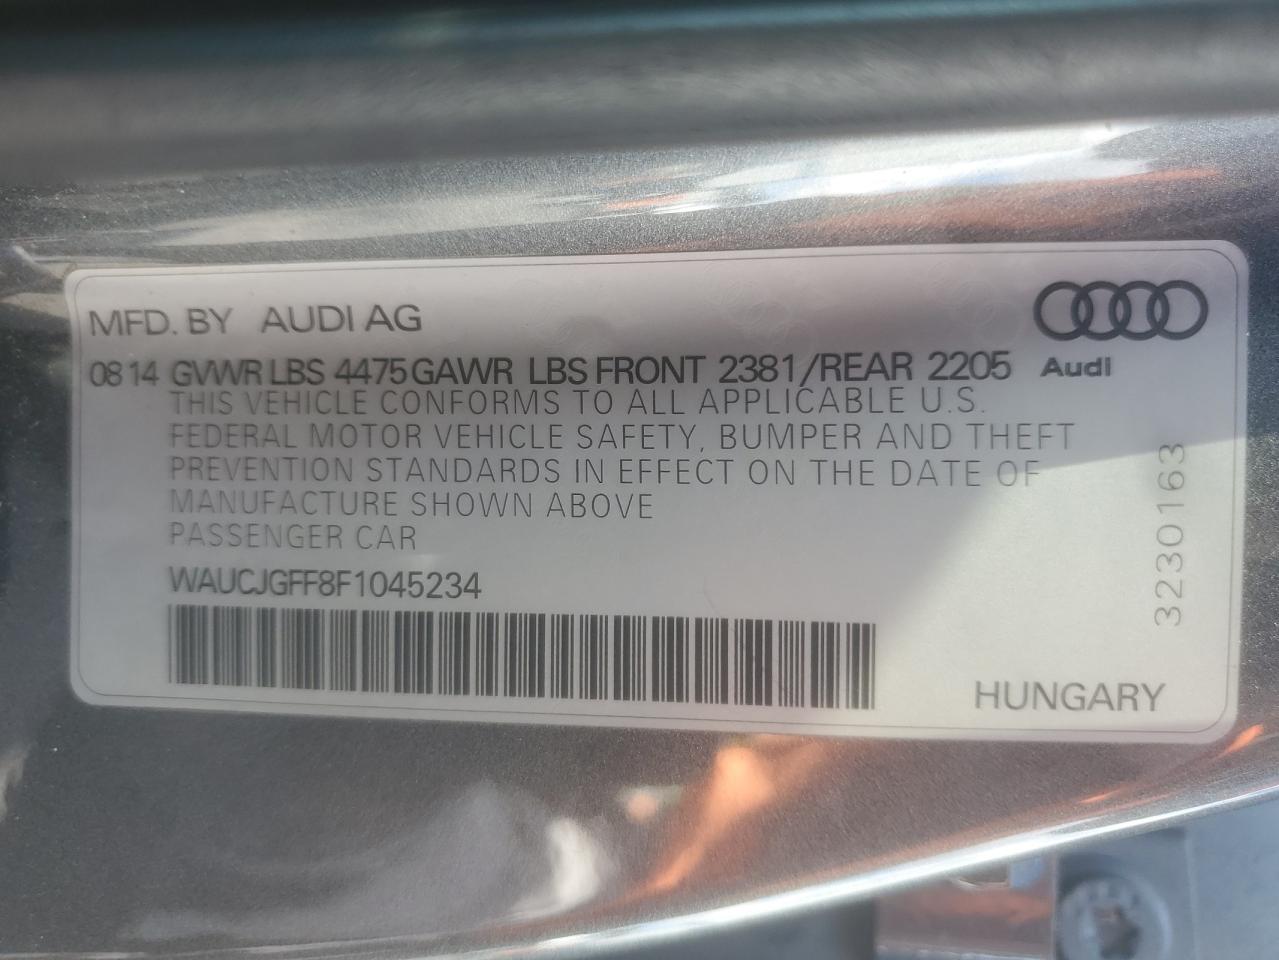 MFD. BY AUDI AG
0814 GVWR LBS 4475 GAWR LBS FRONT 2381/REAR 2205
Audi
THIS VEHICLE CONFORMS TO ALL APPLICABLE U.S.
FEDERAL MOTOR VEHICLE SAFETY, BUMPER AND THEFT
PREVENTION STANDARDS IN EFFECT ON THE DATE OF
MANUFACTURE SHOWN ABOVE
PASSENGER CAR
WAUCJGFF8F1045234
3230163
HUNGARY